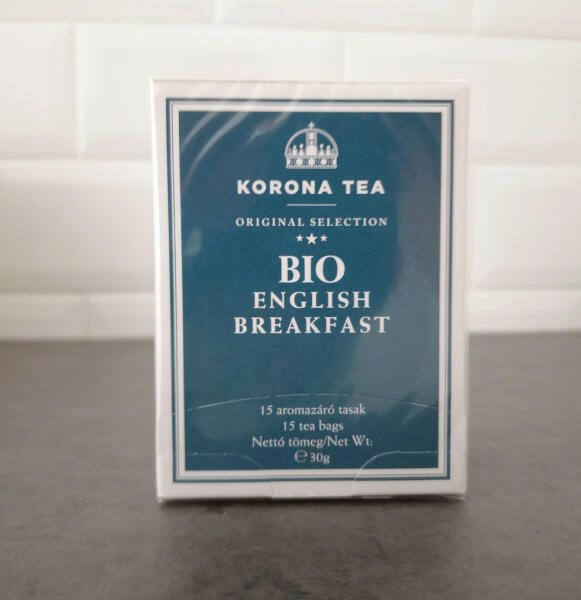 KORONA TEA
ORIGINAL SELECTION
BIO
ENGLISH
BREAKFAST
15 aromazáró tasak
15 tea bags
Nettó tömeg/Net Wt:
℮ 30g